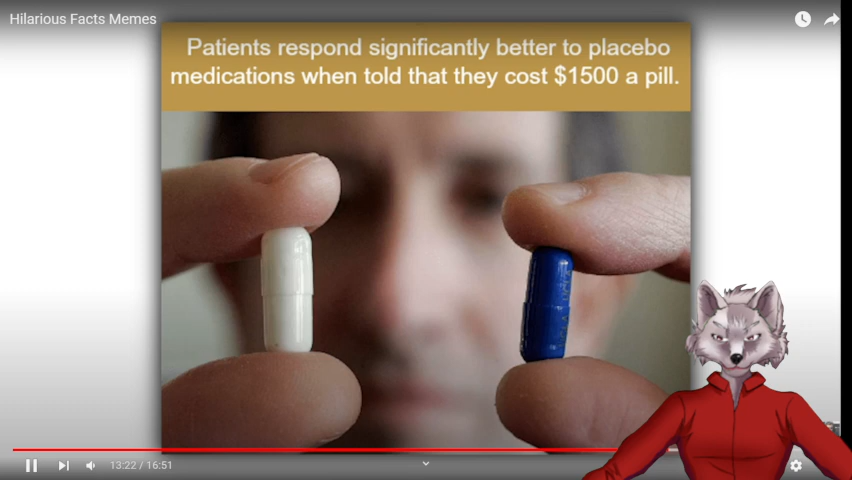 Hilarious Facts Memes
Patients respond significantly better to placebo
medications when told that they cost $1500 a pill.
13:22 / 16:51